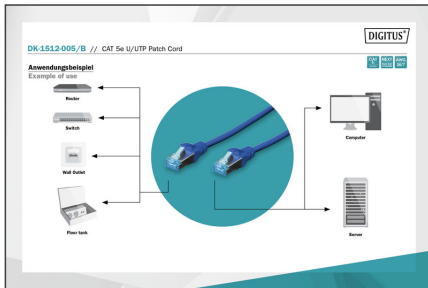 DIGITUS®
DK-1512-005/B // CAT 5e U/UTP Patch Cord
Anwendungsbeispiel
Example of use
Router
Switch
Wall Outlet
Floor tank
Computer
Server